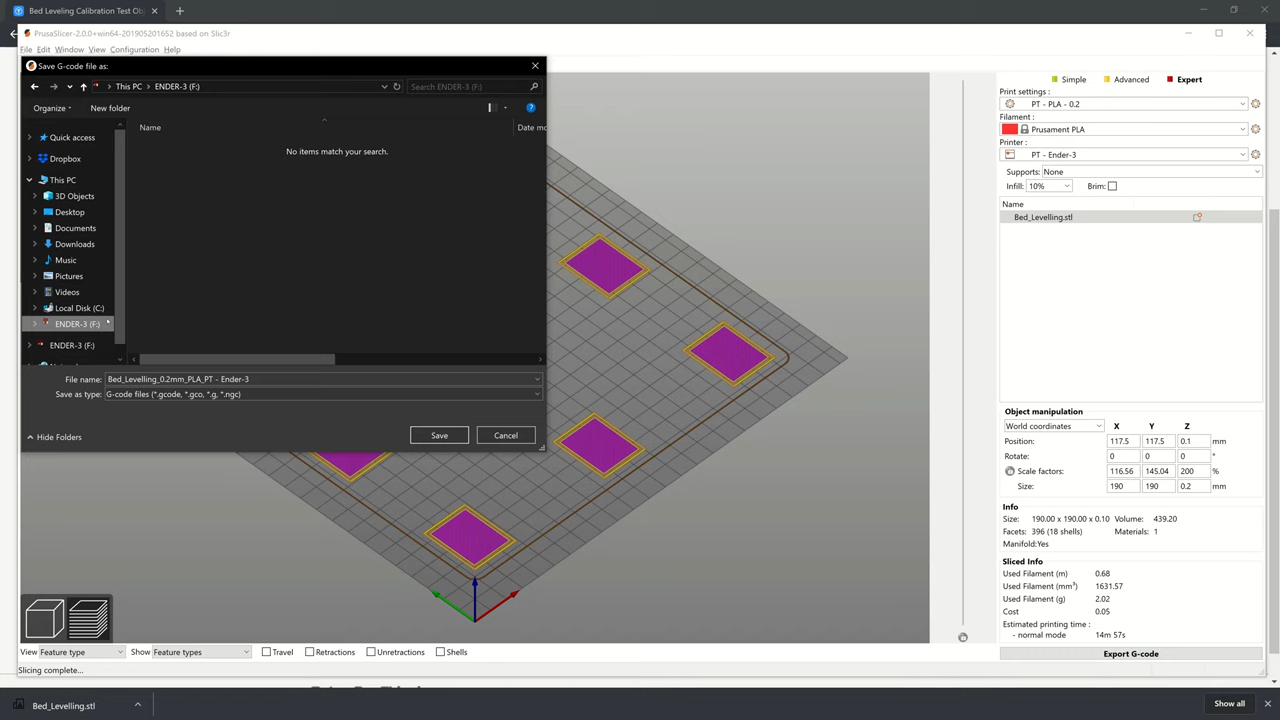 Bed Leveling Calibration Test Obj
PrusaSlicer-2.0.0+win64-201905201652 based on Slic3r
File Edit Window View Configuration Help
Save G-code file as:
This PC ENDER-3 (F:)
Search ENDER-3 (F:)
Organize
New folder
Name
Date mo
No items match your search.
Quick access
Dropbox
This PC
3D Objects
Desktop
Documents
Downloads
Music
Pictures
Videos
Local Disk (C:)
ENDER-3 (F:)
ENDER-3 (F:)
File name: Bed_Levelling_0.2mm_PLA_PT - Ender-3
Save as type: G-code files (*.gcode, *.gco, *.g, *.ngc)
Hide Folders
Save
Cancel
Simple Advanced Expert
Print settings :
PT - PLA - 0.2
Filament :
Prusament PLA
Printer :
PT - Ender-3
Supports: None
Infill: 10% Brim:
Name
Bed_Levelling.stl
Object manipulation
World coordinates X Y Z
Position: 117.5 117.5 0.1 mm
Rotate: 0 0 0 °
Scale factors: 116.56 145.04 200 %
Size: 190 190 0.2 mm
Info
Size: 190.00 x 190.00 x 0.10 Volume: 439.20
Facets: 396 (18 shells) Materials: 1
Manifold:Yes
Sliced Info
Used Filament (m) 0.68
Used Filament (mm³) 1631.57
Used Filament (g) 2.02
Cost 0.05
Estimated printing time :
- normal mode 14m 57s
Export G-code
View Feature type Show Feature types Travel Retractions Unretractions Shells
Slicing complete...
Bed_Levelling.stl
Show all